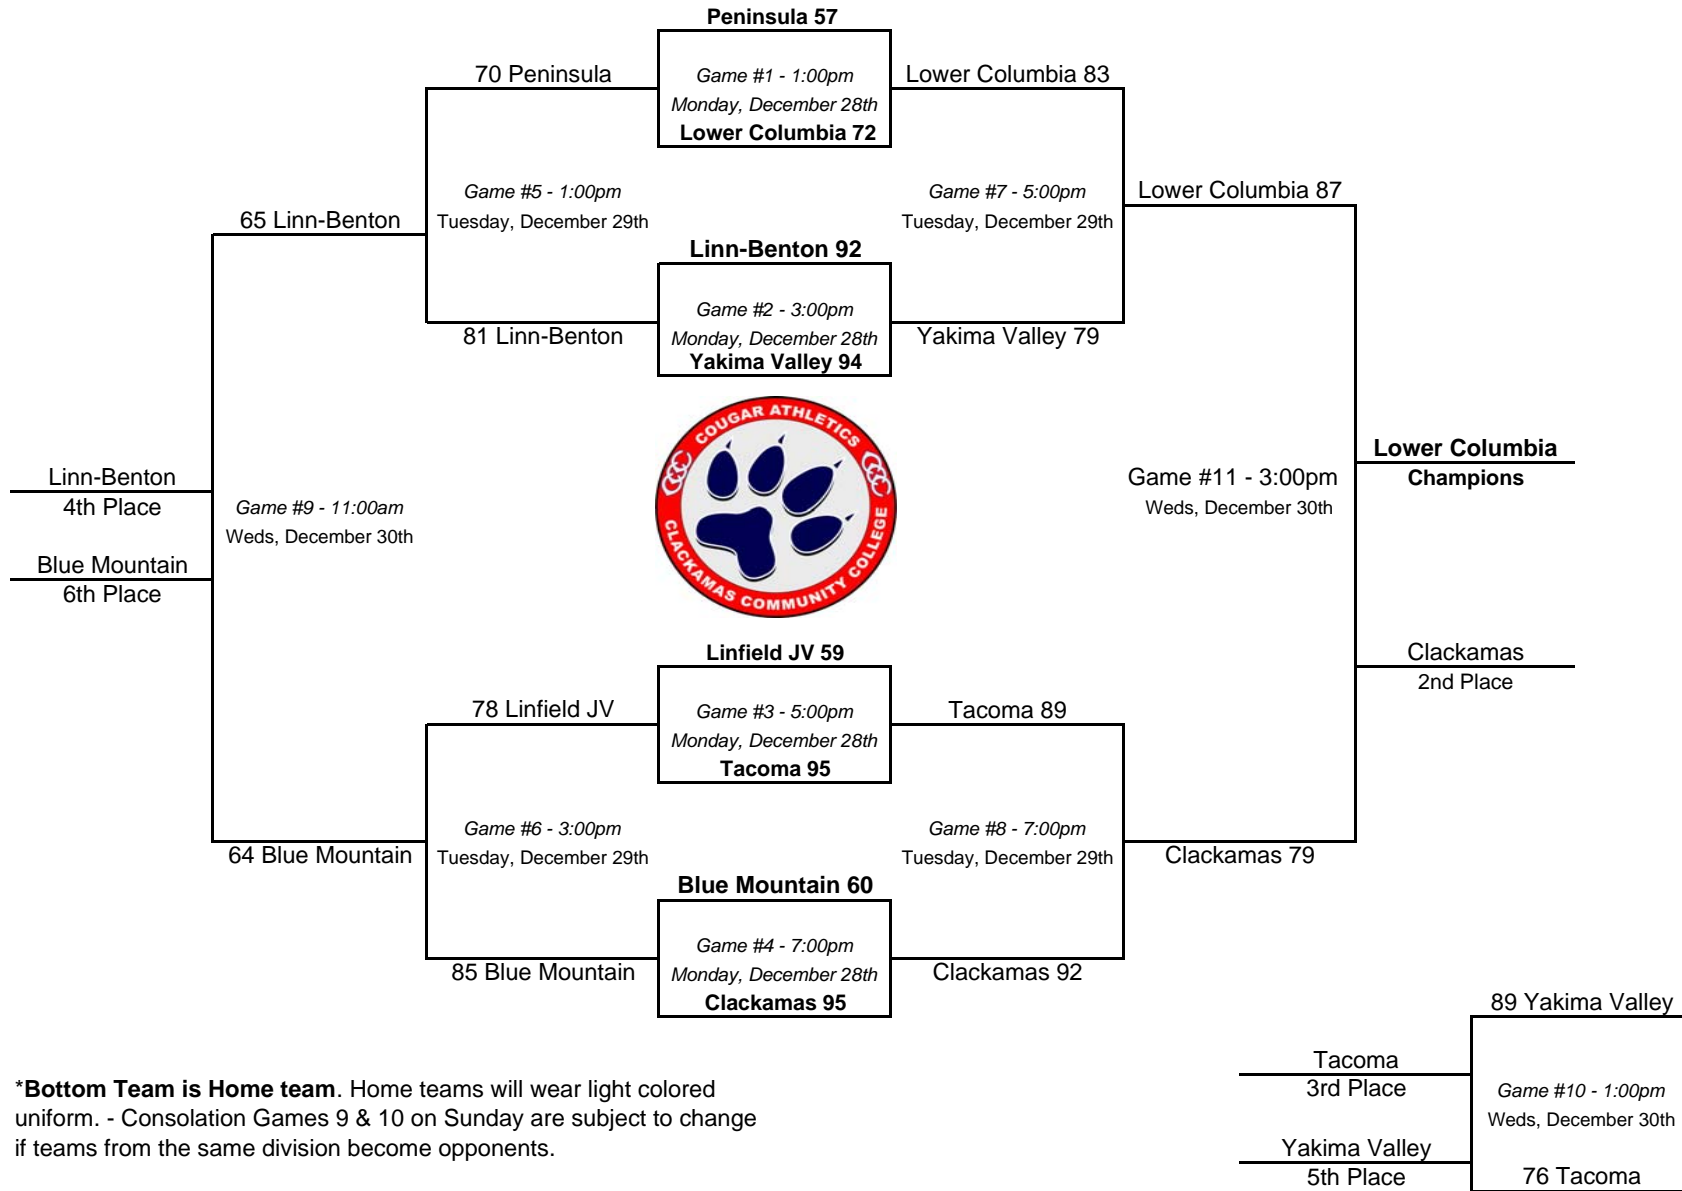 Peninsula 57
70 Peninsula
Game #1 - 1:00pm
Monday, December 28th
Lower Columbia 72
Lower Columbia 83
65 Linn-Benton
Game #5 - 1:00pm
Tuesday, December 29th
Game #7 - 5:00pm
Tuesday, December 29th
Lower Columbia 87
Linn-Benton 92
81 Linn-Benton
Game #2 - 3:00pm
Monday, December 28th
Yakima Valley 94
Yakima Valley 79
COUGAR ATHLETICS
CCC
CCC
CLACKAMAS COMMUNITY COLLEGE
Linn-Benton
4th Place
Blue Mountain
6th Place
Game #9 - 11:00am
Weds, December 30th
Game #11 - 3:00pm
Weds, December 30th
Lower Columbia
Champions
Clackamas
2nd Place
Linfield JV 59
78 Linfield JV
Game #3 - 5:00pm
Monday, December 28th
Tacoma 95
Tacoma 89
64 Blue Mountain
Game #6 - 3:00pm
Tuesday, December 29th
Game #8 - 7:00pm
Tuesday, December 29th
Clackamas 79
Blue Mountain 60
85 Blue Mountain
Game #4 - 7:00pm
Monday, December 28th
Clackamas 95
Clackamas 92
89 Yakima Valley
Tacoma
3rd Place
Game #10 - 1:00pm
Weds, December 30th
Yakima Valley
5th Place
76 Tacoma
*Bottom Team is Home team. Home teams will wear light colored
uniform. - Consolation Games 9 & 10 on Sunday are subject to change
if teams from the same division become opponents.